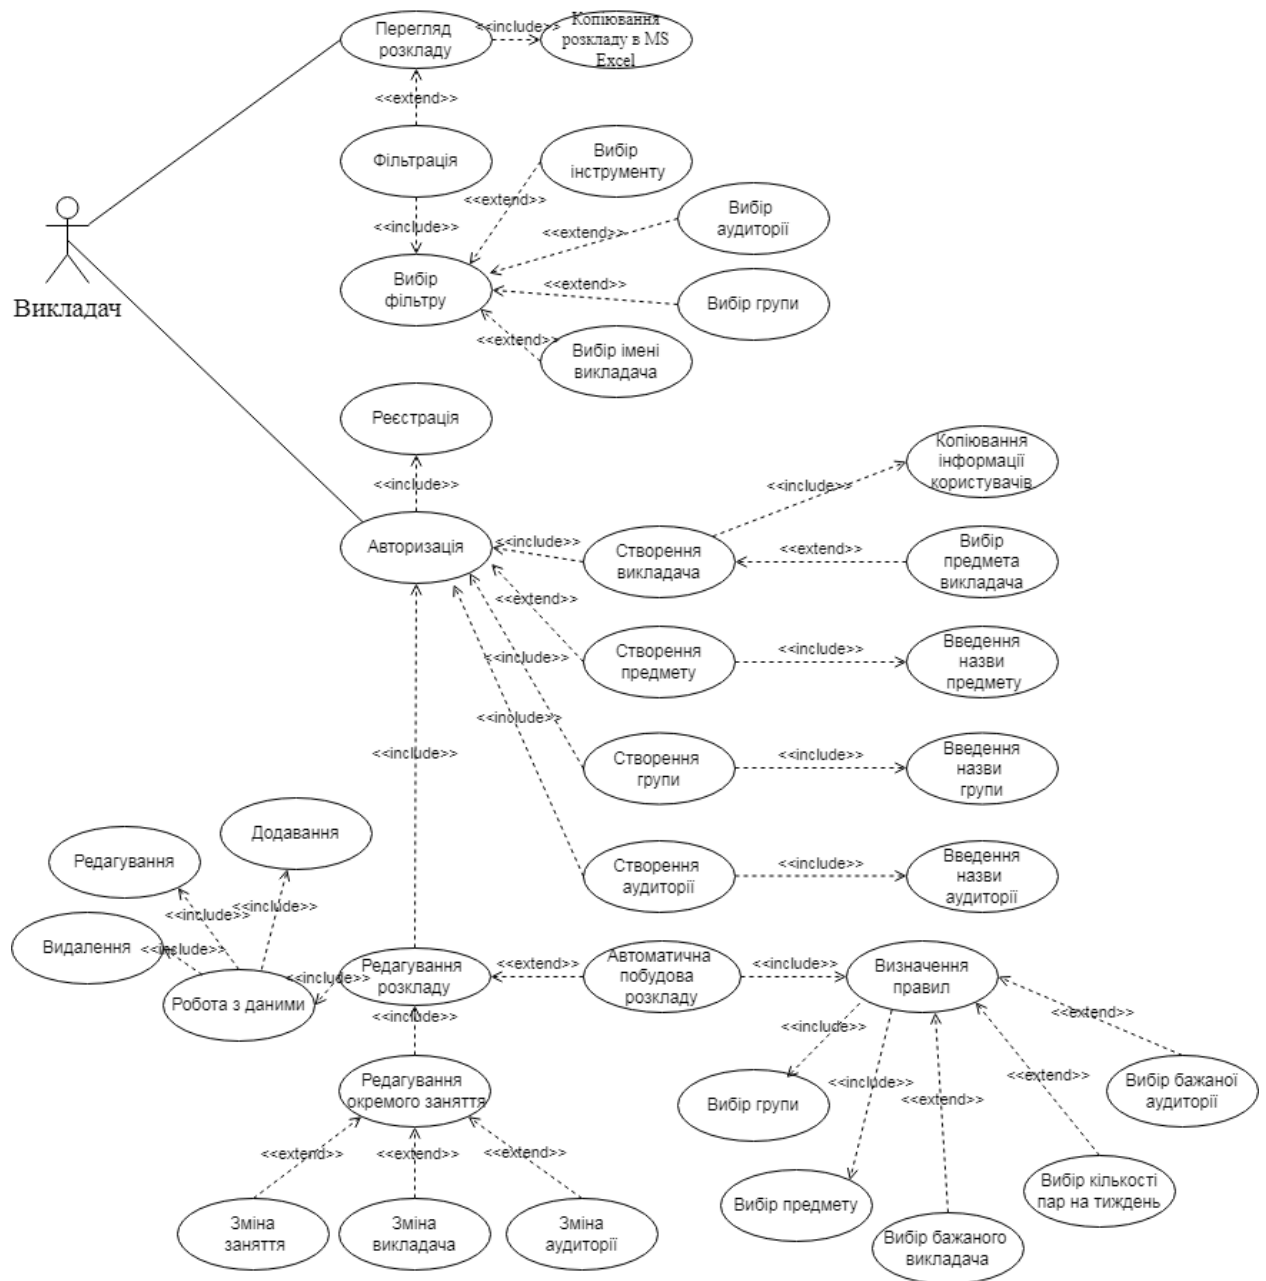 Перегляд
розкладу
<<include>>
Копіювання
розкладу в MS
Excel
<<extend>>
Фільтрація
Вибір
інструменту
<<extend>>
Вибір
аудиторії
<<include>>
<<extend>>
Вибір
фільтру
<<extend>>
Вибір групи
Викладач
<<extend>>
Вибір імені
викладача
Реєстрація
<<include>>
Копіювання
інформації
користувачів
<<include>>
Авторизація
<<include>>
Створення
викладача
<<extend>>
Вибір
предмета
викладача
<<extend>>
Створення
предмету
<<include>>
Введення
назви
предмету
<<include>>
<<include>>
<<include>>
Створення
групи
<<include>>
Введення
назви
групи
Додавання
Редагування
Створення
аудиторії
<<include>>
Введення
назви
аудиторії
<<include>>
<<include>>
Видалення
<<include>>
Робота з даними
<<include>>
Редагування
розкладу
<<extend>>
Автоматична
побудова
розкладу
<<include>>
Визначення
правил
<<include>>
<<include>>
<<extend>>
Редагування
окремого заняття
<<include>>
<<extend>>
<<extend>>
Вибір групи
Вибір бажаної
аудиторії
<<extend>>
<<extend>>
<<extend>>
Вибір предмету
Вибір кількості
пар на тиждень
Зміна
заняття
Зміна
викладача
Зміна
аудиторії
Вибір бажаного
викладача